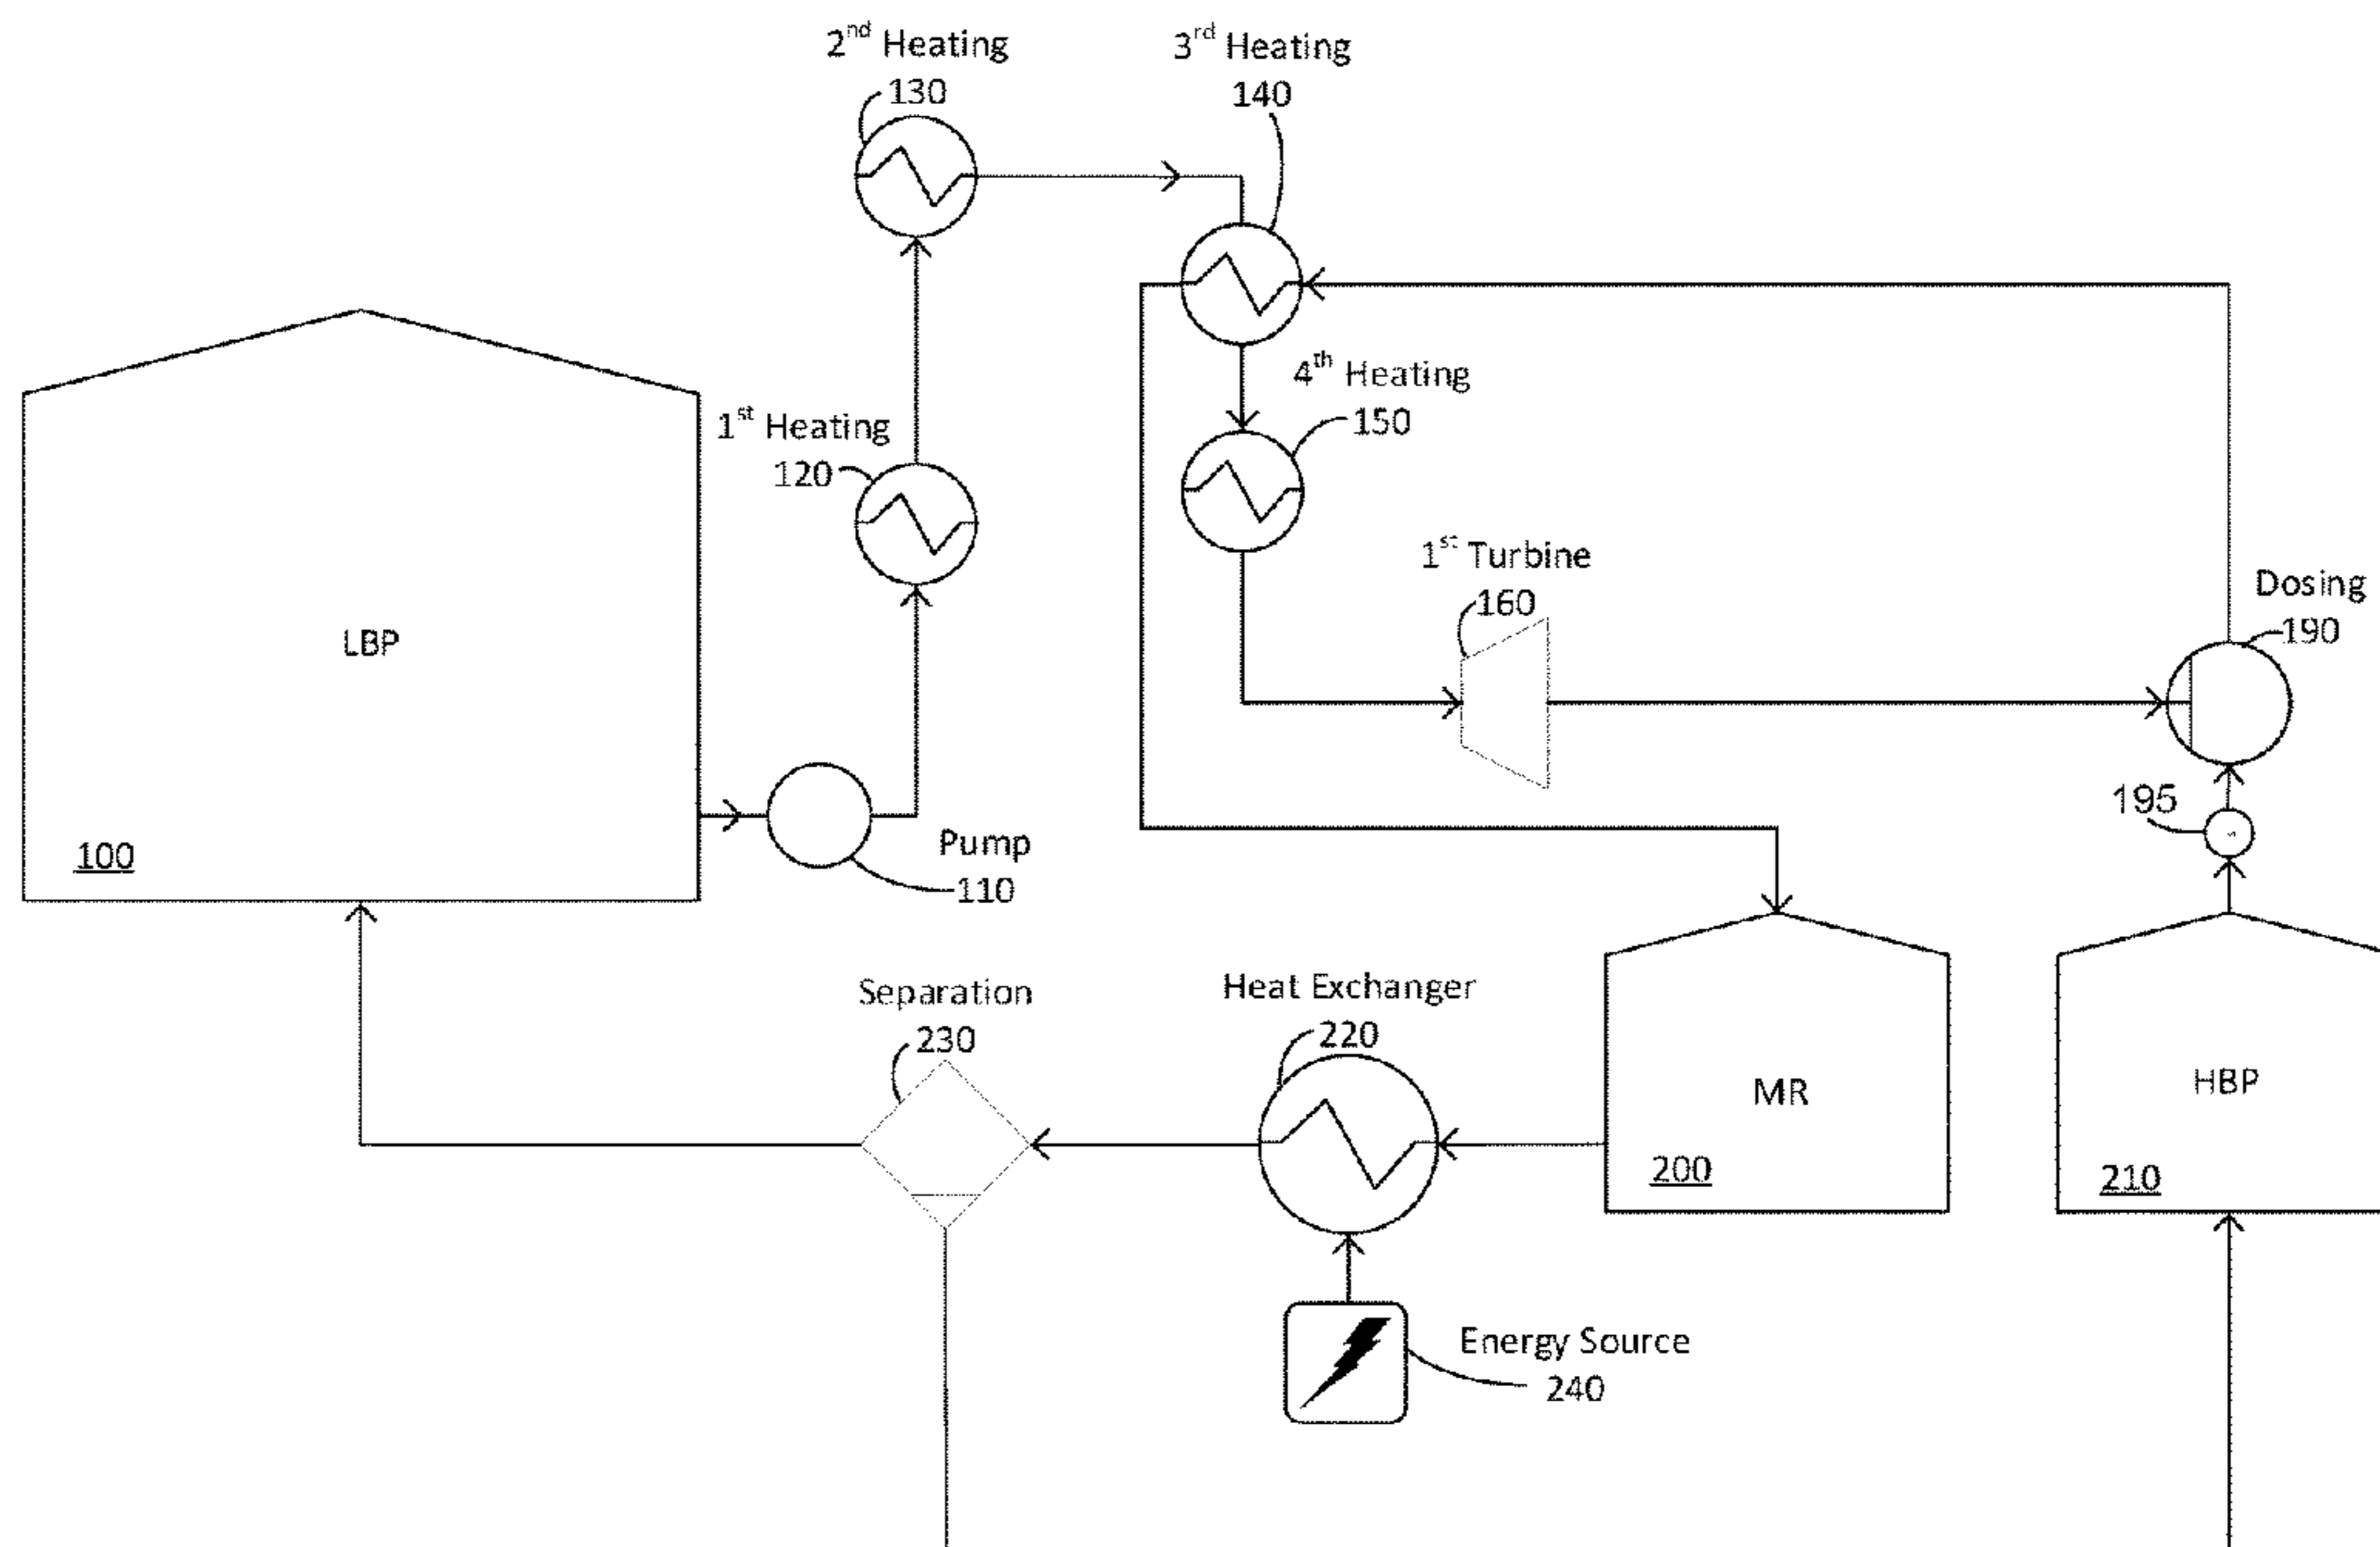 2nd Heating
130
3rd Heating
140
4th Heating
150
1st Heating
120
1st Turbine
160
Dosing
190
LBP
195
Pump
110
100
Separation
230
Heat Exchanger
220
MR
HBP
200
210
Energy Source
240